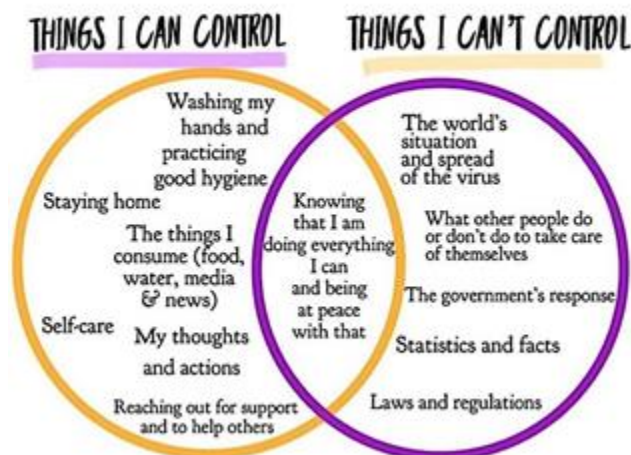 THINGS I CAN CONTROL
THINGS I CAN'T CONTROL
Washing my
hands and
practicing
good hygiene
Staying home
The things I
consume (food,
water, media
& news)
Self-care
My thoughts
and actions
Reaching out for support
and to help others
Knowing
that I am
doing everything
I can
and being
at peace
with that
The world's
situation
and spread
of the virus
What other people do
or don't do to take care
of themselves
The government's response
Statistics and facts
Laws and regulations